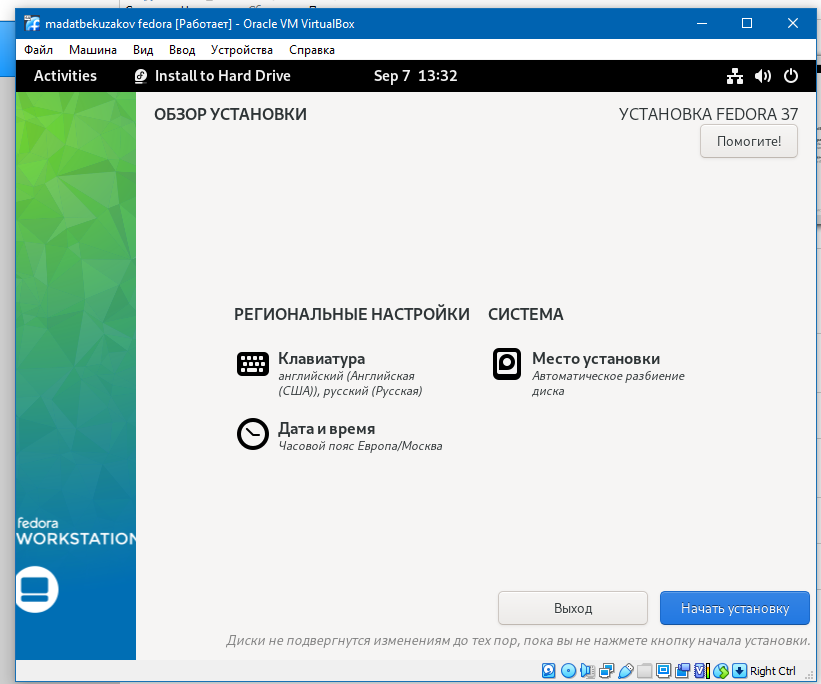 madatbekuzakov fedora [Работает] - Oracle VM VirtualBox
Файл Машина Вид Ввод Устройства Справка
Activities Install to Hard Drive Sep 7 13:32
ОБЗОР УСТАНОВКИ
УСТАНОВКА FEDORA 37
Помогите!
РЕГИОНАЛЬНЫЕ НАСТРОЙКИ
Клавиатура
английский (Английская
(США)), русский (Русская)
Дата и время
Часовой пояс Европа/Москва
СИСТЕМА
Место установки
Автоматическое разбиение
диска
fedora
WORKSTATION
Выход
Начать установку
Диски не подвергнутся изменениям до тех пор, пока вы не нажмете кнопку начала установки.
Right Ctrl